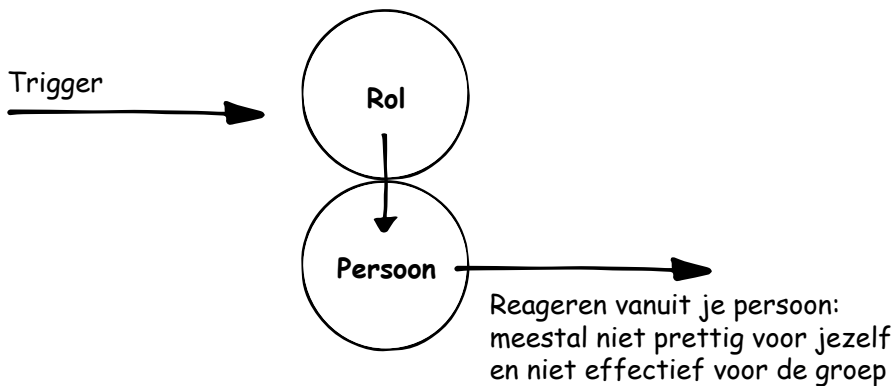 Trigger
Rol
Persoon
Reageren vanuit je persoon:
meestal niet prettig voor jezelf
en niet effectief voor de groep